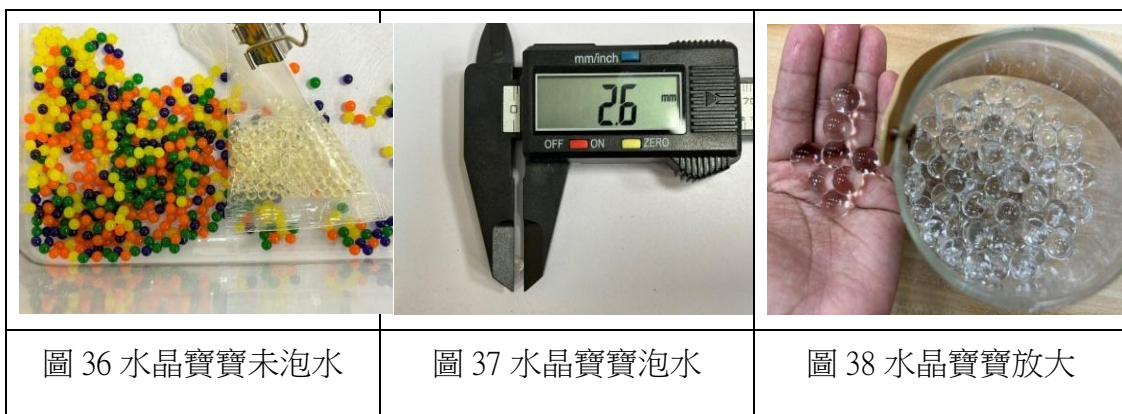 mm/inch
2.6 mm
OFF ON ZERO
0
圖 36 水晶寶寶未泡水
圖 37 水晶寶寶泡水
圖 38 水晶寶寶放大